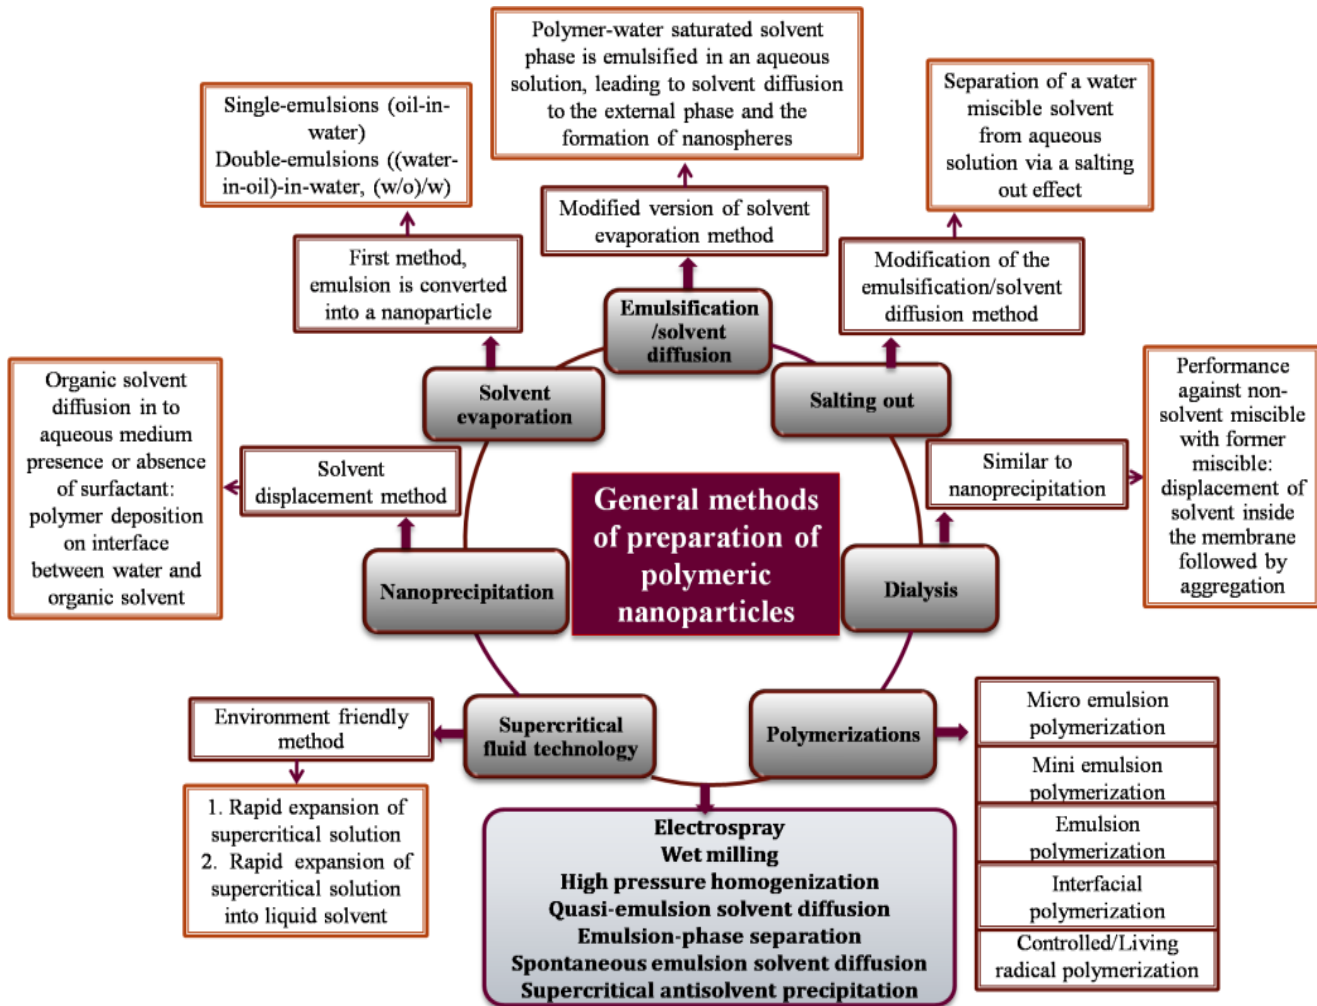 Polymer-water saturated solvent
phase is emulsified in an aqueous
solution, leading to solvent diffusion
to the external phase and the
formation of nanospheres
Separation of a water
miscible solvent
from aqueous
solution via a salting
out effect
Single-emulsions (oil-in-
water)
Double-emulsions ((water-
in-oil)-in-water, (w/o)/w)
Modified version of solvent
evaporation method
First method,
emulsion is converted
into a nanoparticle
Modification of the
emulsification/solvent
diffusion method
Emulsification
/solvent
diffusion
Solvent
evaporation
Salting out
Organic solvent
diffusion in to
aqueous medium
presence or absence
of surfactant:
polymer deposition
on interface
between water and
organic solvent
Solvent
displacement method
Performance
against non-
solvent miscible
with former
miscible:
displacement of
solvent inside
the membrane
followed by
aggregation
Similar to
nanoprecipitation
General methods
of preparation of
polymeric
nanoparticles
Nanoprecipitation
Dialysis
Environment friendly
method
Supercritical
fluid technology
Polymerizations
1. Rapid expansion of
supercritical solution
2. Rapid expansion of
supercritical solution
into liquid solvent
Micro emulsion
polymerization
Mini emulsion
polymerization
Emulsion
polymerization
Interfacial
polymerization
Controlled/Living
radical polymerization
Electrospray
Wet milling
High pressure homogenization
Quasi-emulsion solvent diffusion
Emulsion-phase separation
Spontaneous emulsion solvent diffusion
Supercritical antisolvent precipitation